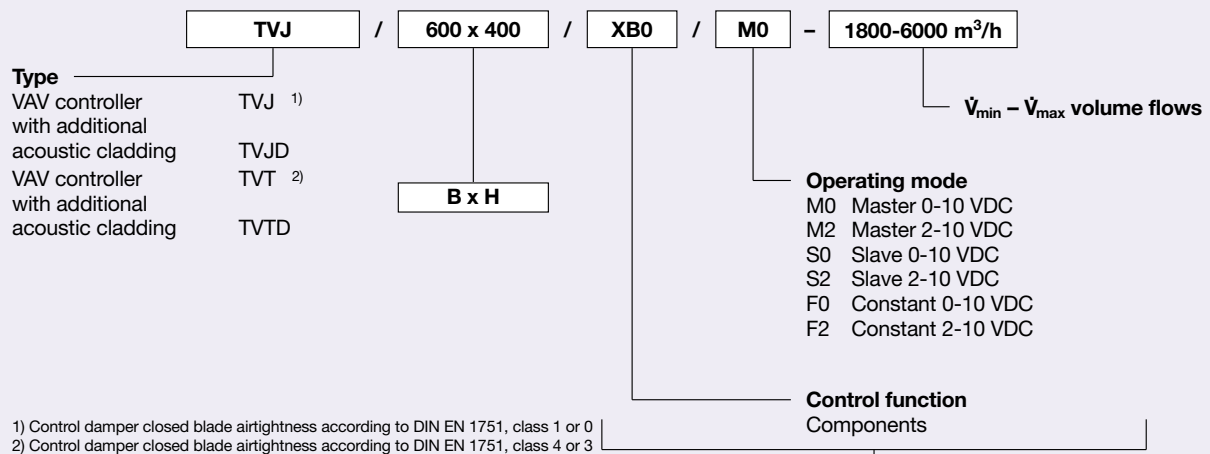 TVJ / 600 x 400 / XB0 / M0 – 1800-6000 m³/h
Type
VAV controller TVJ 1)
with additional
acoustic cladding TVJD
VAV controller TVT 2)
with additional
acoustic cladding TVTD
B x H
V̇min – V̇max volume flows
Operating mode
M0 Master 0-10 VDC
M2 Master 2-10 VDC
S0 Slave 0-10 VDC
S2 Slave 2-10 VDC
F0 Constant 0-10 VDC
F2 Constant 2-10 VDC
Control function
Components
1) Control damper closed blade airtightness according to DIN EN 1751, class 1 or 0
2) Control damper closed blade airtightness according to DIN EN 1751, class 4 or 3